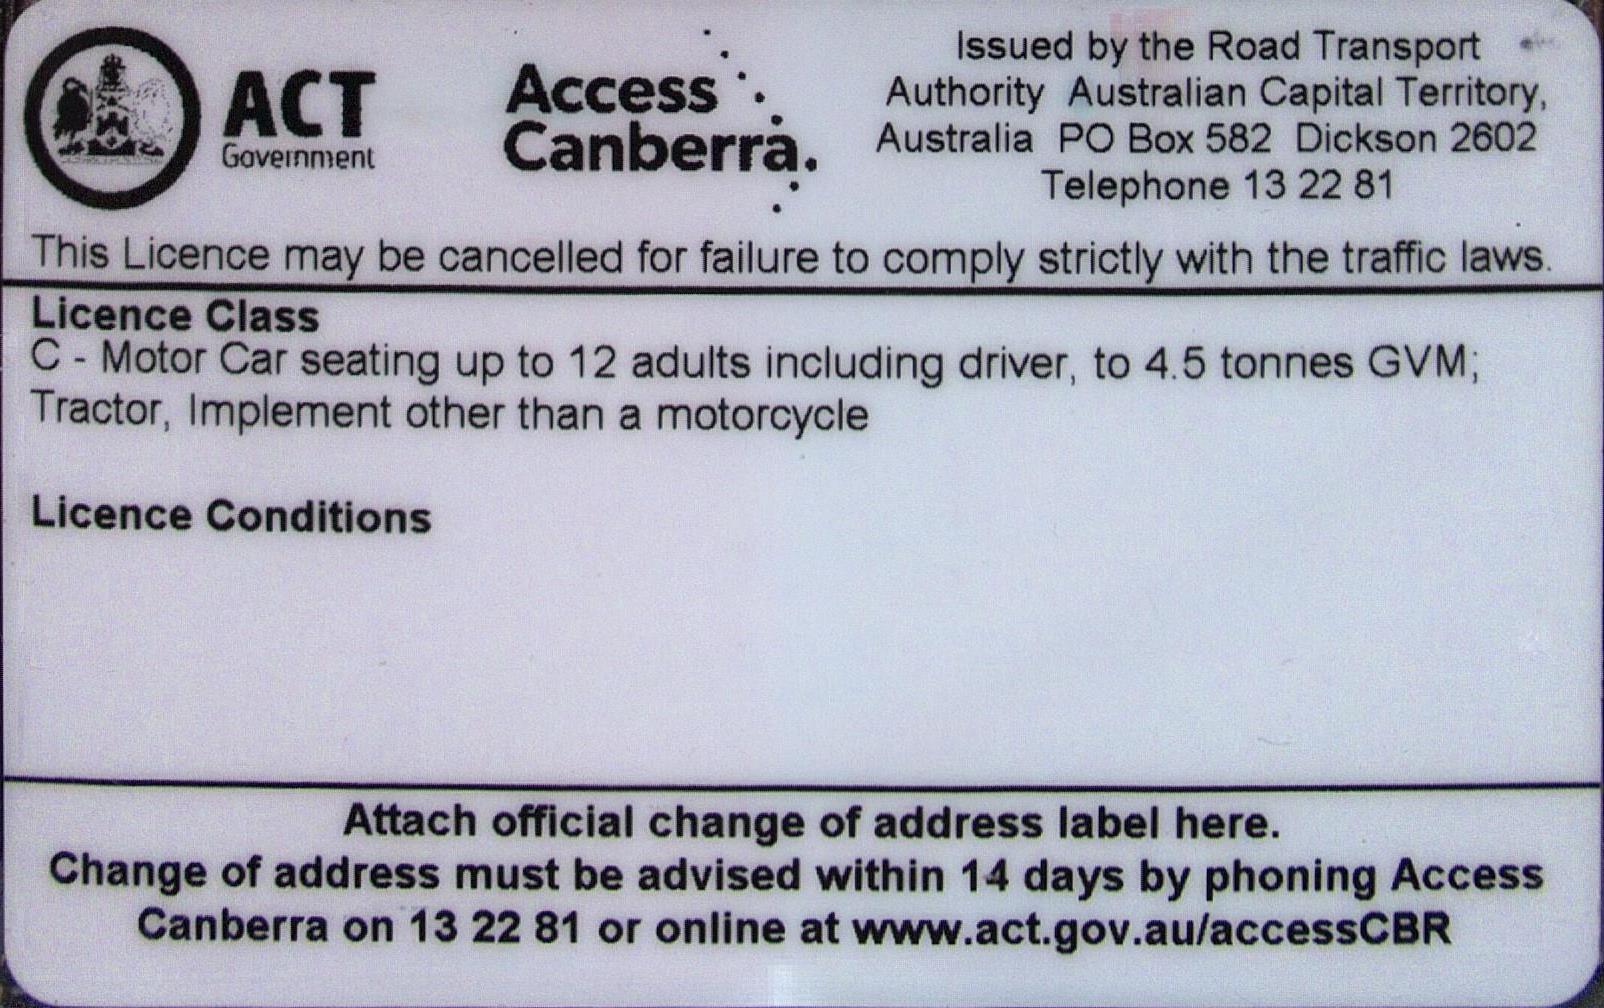 ACT
Government
Access
Canberra.
Issued by the Road Transport
Authority Australian Capital Territory,
Australia PO Box 582 Dickson 2602
Telephone 13 22 81
This Licence may be cancelled for failure to comply strictly with the traffic laws.
Licence Class
C - Motor Car seating up to 12 adults including driver, to 4.5 tonnes GVM;
Tractor, Implement other than a motorcycle
Licence Conditions
Attach official change of address label here.
Change of address must be advised within 14 days by phoning Access
Canberra on 13 22 81 or online at www.act.gov.au/accessCBR